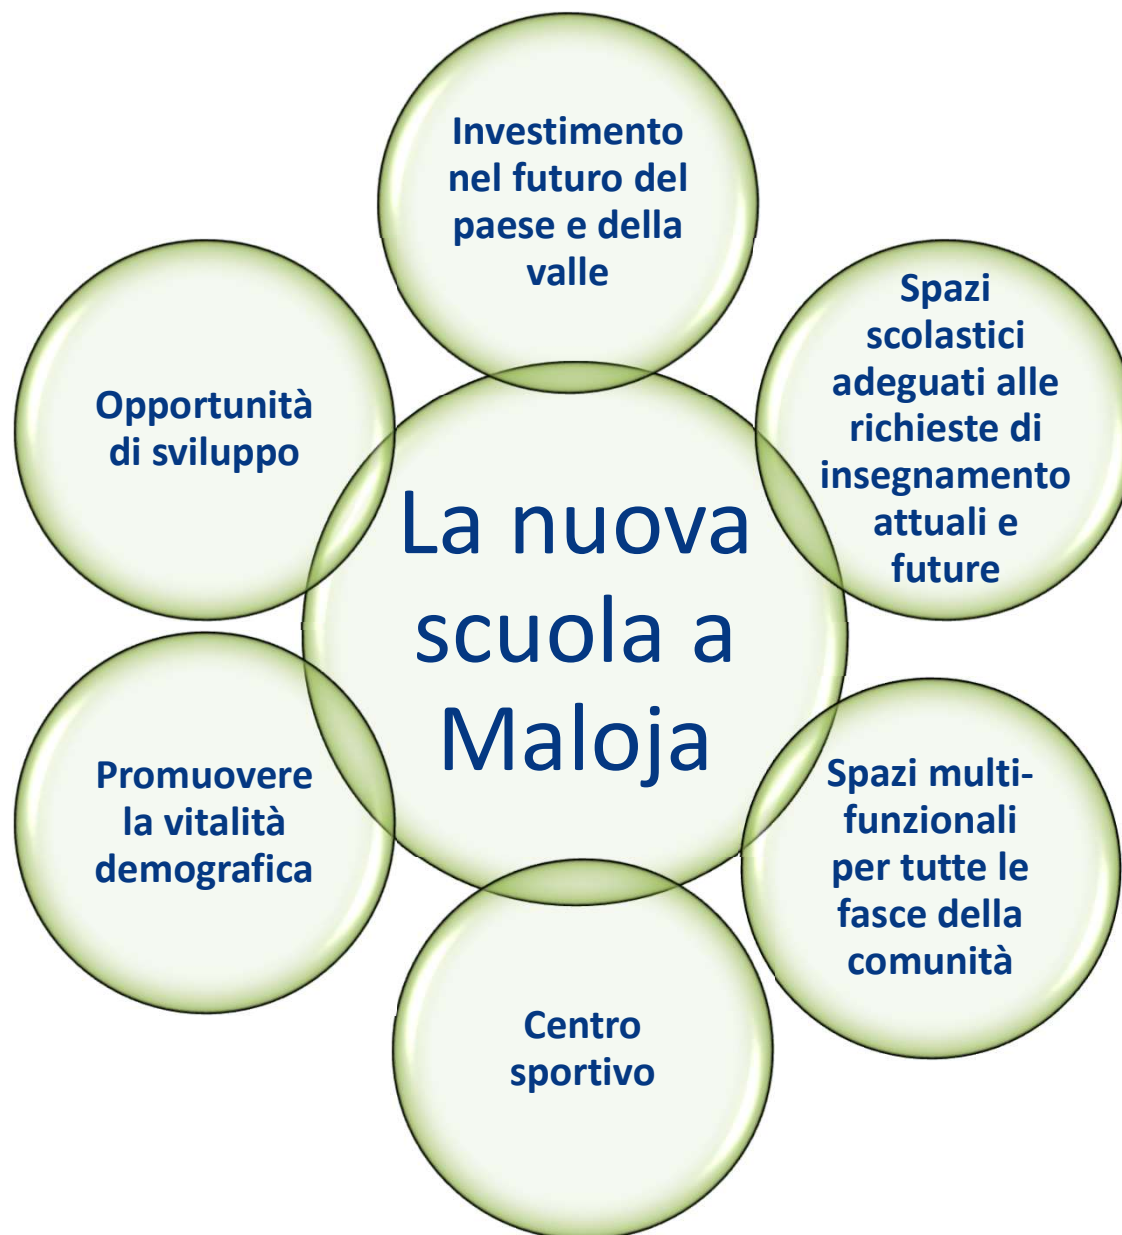 Investimento
nel futuro del
paese e della
valle
Spazi
scolastici
adeguati alle
richieste di
insegnamento
attuali e
future
Opportunità
di sviluppo
La nuova
scuola a
Maloja
Promuovere
la vitalità
demografica
Spazi multi-
funzionali
per tutte le
fasce della
comunità
Centro
sportivo